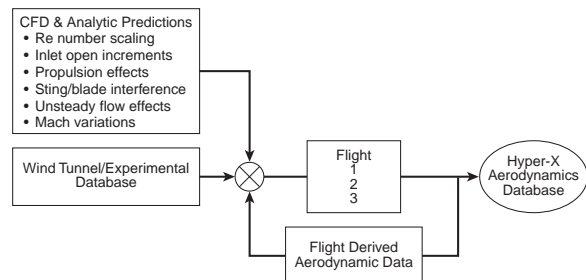 CFD & Analytic Predictions
• Re number scaling
• Inlet open increments
• Propulsion effects
• Sting/blade interference
• Unsteady flow effects
• Mach variations
Wind Tunnel/Experimental
Database
Flight
1
2
3
Hyper-X
Aerodynamics
Database
Flight Derived
Aerodynamic Data